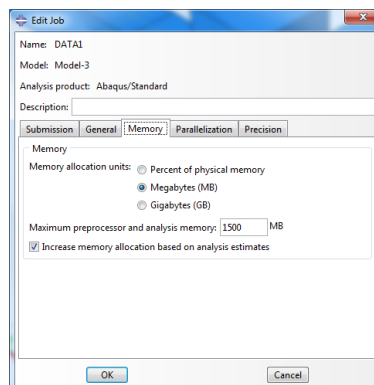 Edit Job
Name: DATA1
Model: Model-3
Analysis product: Abaqus/Standard
Description:
Submission General Memory Parallelization Precision
Memory
Memory allocation units: Percent of physical memory
Megabytes (MB)
Gigabytes (GB)
Maximum preprocessor and analysis memory: 1500 MB
Increase memory allocation based on analysis estimates
OK Cancel